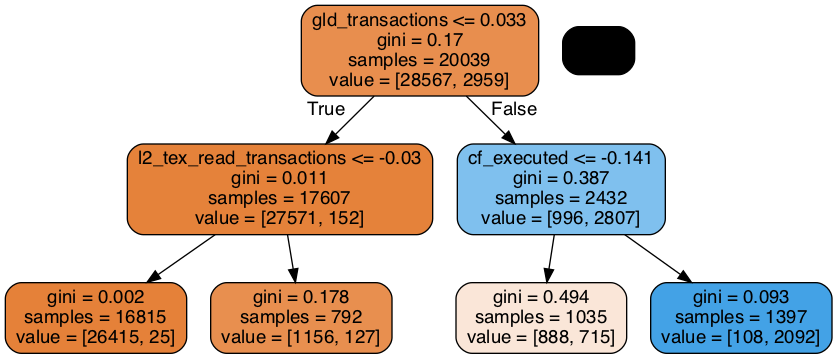 gld_transactions <= 0.033
gini = 0.17
samples = 20039
value = [28567, 2959]
True
False
l2_tex_read_transactions <= -0.03
gini = 0.011
samples = 17607
value = [27571, 152]
cf_executed <= -0.141
gini = 0.387
samples = 2432
value = [996, 2807]
gini = 0.002
samples = 16815
value = [26415, 25]
gini = 0.178
samples = 792
value = [1156, 127]
gini = 0.494
samples = 1035
value = [888, 715]
gini = 0.093
samples = 1397
value = [108, 2092]